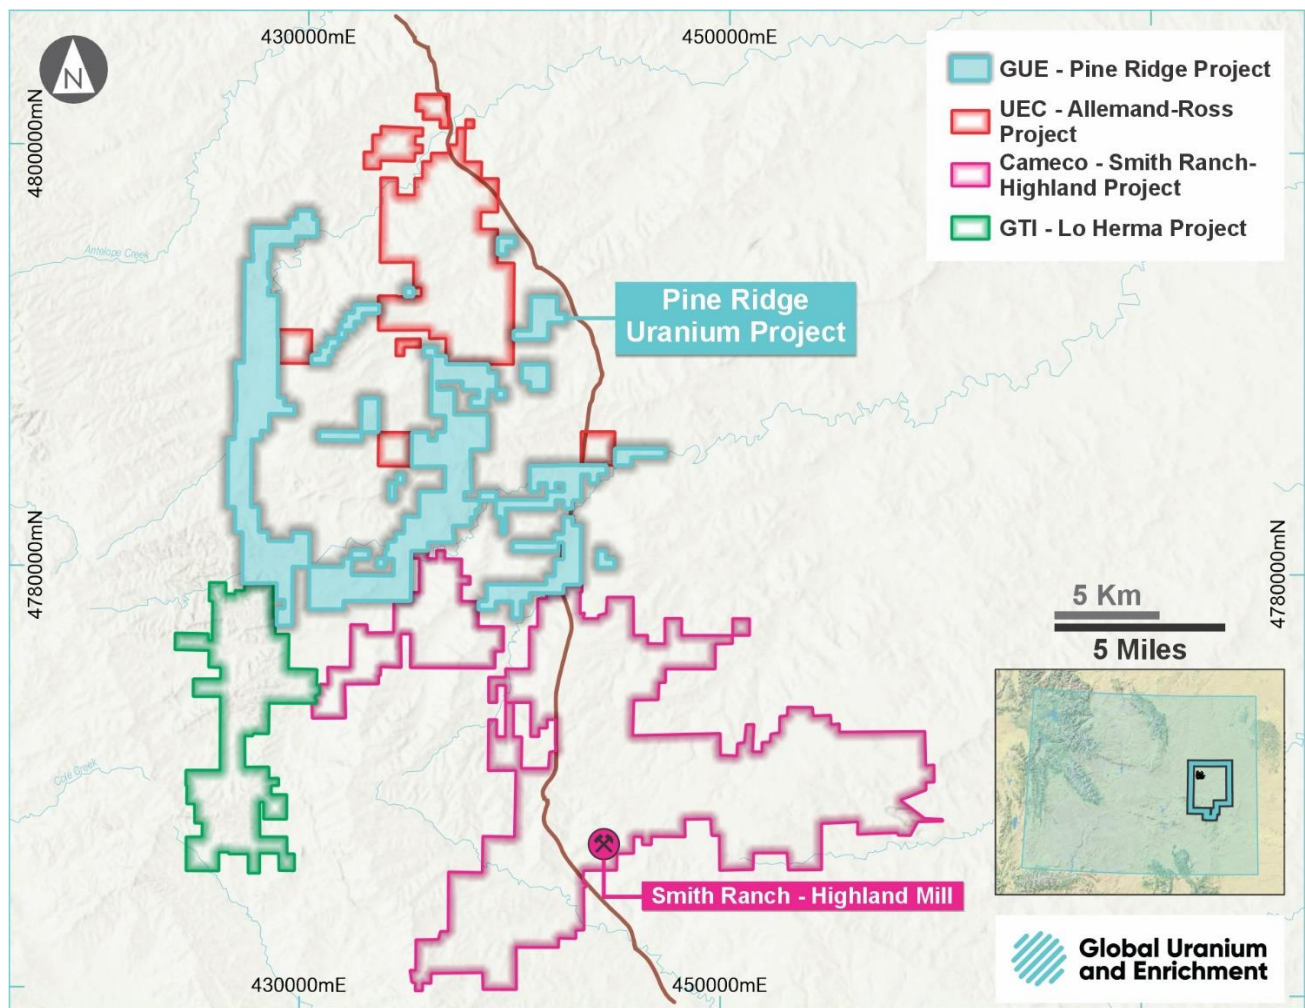 430000mE
450000mE
N
4800000mN
GUE - Pine Ridge Project
UEC - Allemand-Ross
Project
Cameco - Smith Ranch-
Highland Project
GTI - Lo Herma Project
Antelope Creek
Pine Ridge
Uranium Project
4780000mN
4780000mN
5 Km
5 Miles
Cole Creek
Smith Ranch - Highland Mill
430000mE
450000mE
Global Uranium
and Enrichment